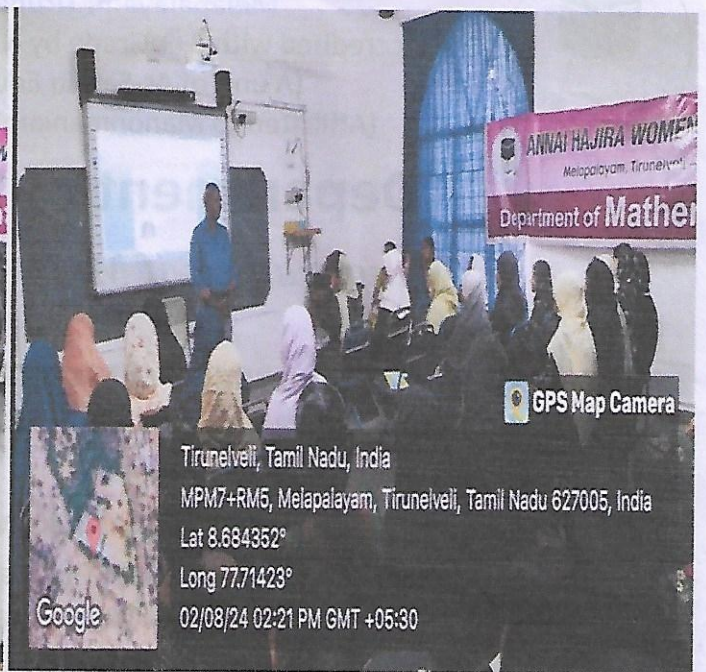 ANNAI HAJIRA WOMEN
Melapalayam, Tirunelveli
Department of Mathe
GPS Map Camera
Tirunelveli, Tamil Nadu, India
MPM7+RM5, Melapalayam, Tirunelveli, Tamil Nadu 627005, India
Lat 8.684352°
Long 77.71423°
02/08/24 02:21 PM GMT +05:30
Google